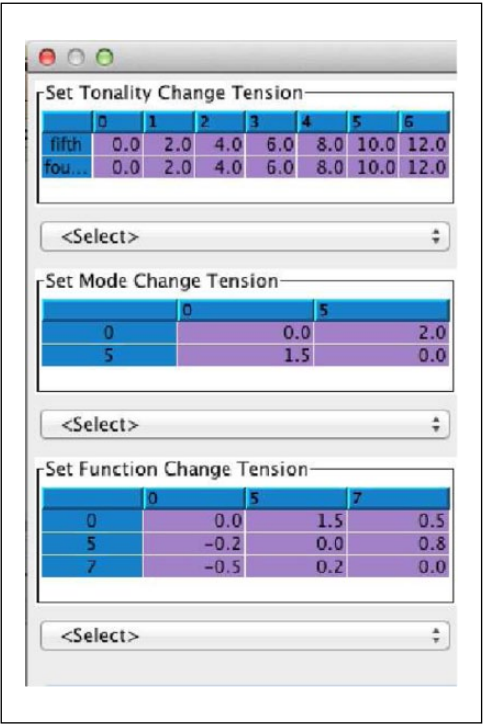 Set Tonality Change Tension
0 1 2 3 4 5 6
fifth 0.0 2.0 4.0 6.0 8.0 10.0 12.0
fou... 0.0 2.0 4.0 6.0 8.0 10.0 12.0
<Select>
Set Mode Change Tension
0 5
0 0.0 2.0
5 1.5 0.0
<Select>
Set Function Change Tension
0 5 7
0 0.0 1.5 0.5
5 -0.2 0.0 0.8
7 -0.5 0.2 0.0
<Select>